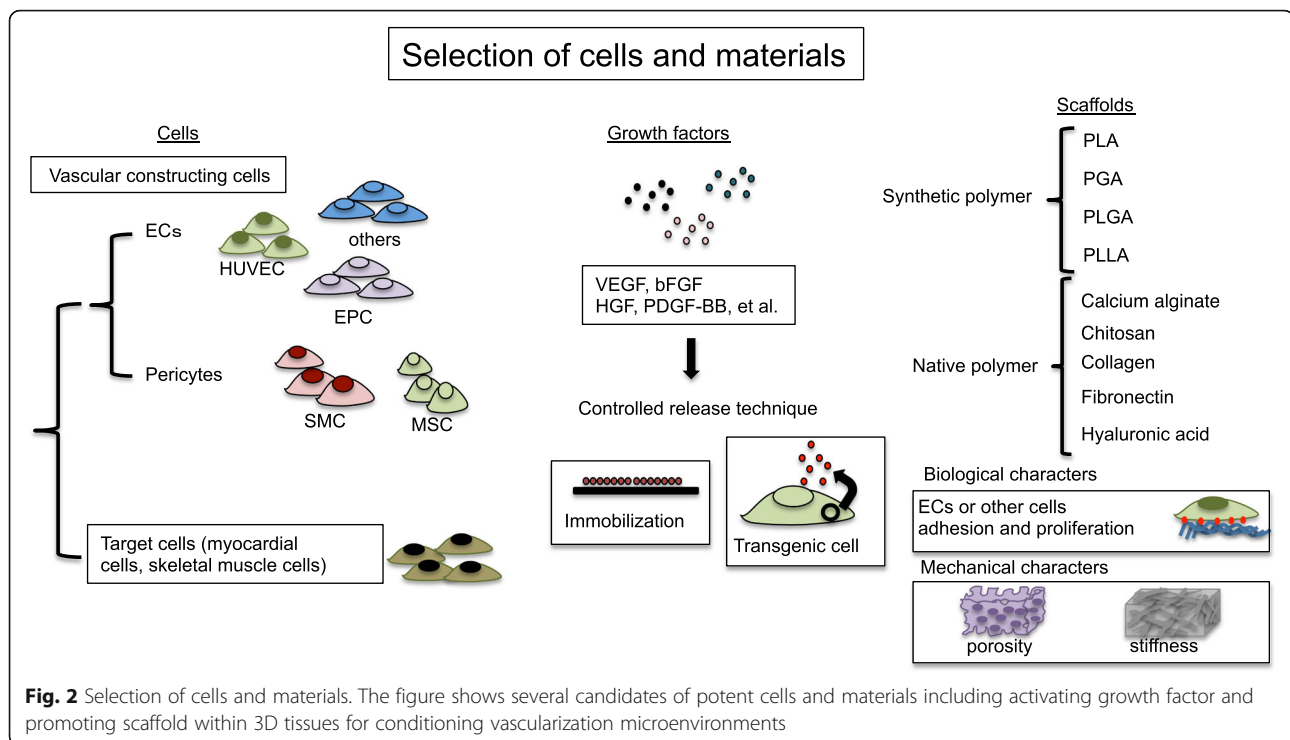 Selection of cells and materials
Cells
Vascular constructing cells
ECs
HUVEC
others
EPC
Pericytes
SMC
MSC
Target cells (myocardial
cells, skeletal muscle cells)
Growth factors
VEGF, bFGF
HGF, PDGF-BB, et al.
Controlled release technique
Immobilization
Transgenic cell
Scaffolds
Synthetic polymer
PLA
PGA
PLGA
PLLA
Native polymer
Calcium alginate
Chitosan
Collagen
Fibronectin
Hyaluronic acid
Biological characters
ECs or other cells
adhesion and proliferation
Mechanical characters
porosity
stiffness
Fig. 2 Selection of cells and materials. The figure shows several candidates of potent cells and materials including activating growth factor and
promoting scaffold within 3D tissues for conditioning vascularization microenvironments